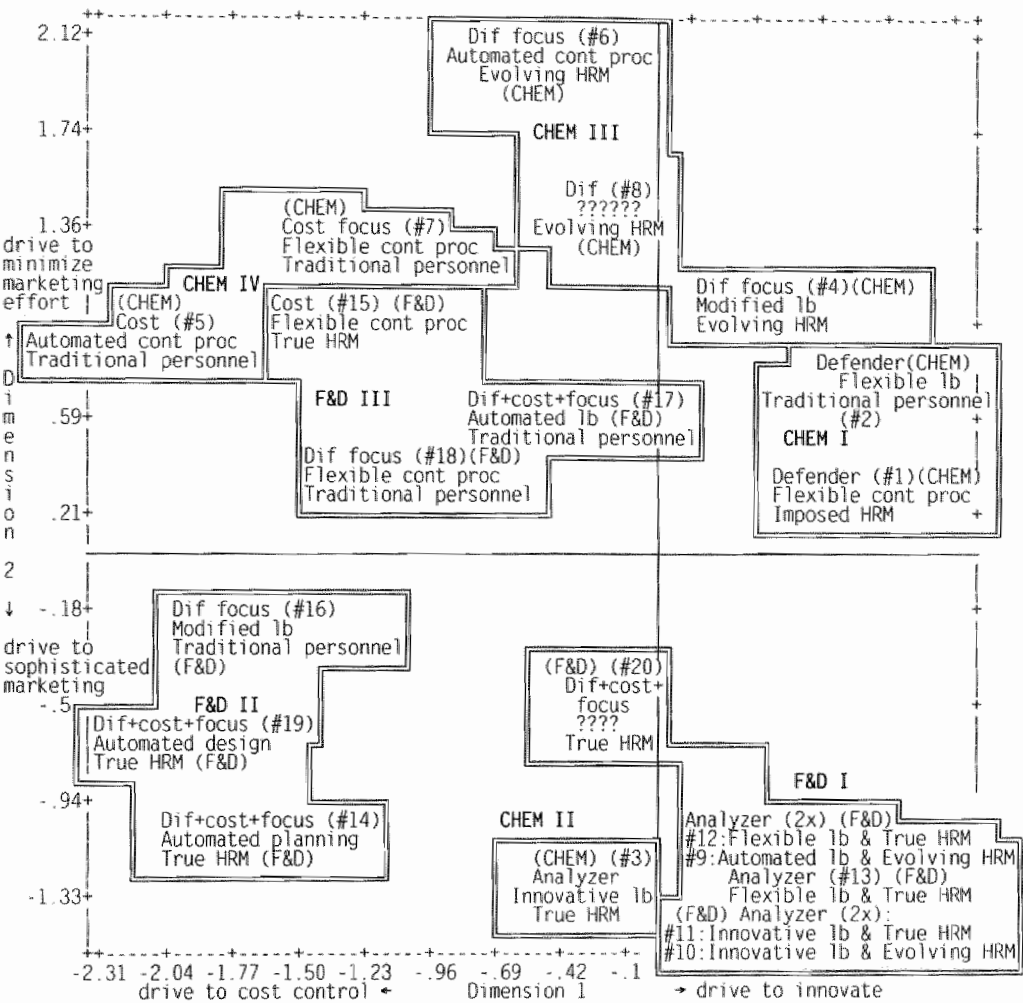 2.12+
Dif focus (#6)
Automated cont proc
Evolving HRM
(CHEM)
1.74+
CHEM III
Dif (#8)
??????
Evolving HRM
(CHEM)
1.36+
drive to
minimize
marketing
effort
(CHEM)
Cost focus (#7)
Flexible cont proc
Traditional personnel
CHEM IV
(CHEM)
Cost (#5)
Automated cont proc
Traditional personnel
Cost (#15) (F&D)
Flexible cont proc
True HRM
Dif focus (#4)(CHEM)
Modified lb
Evolving HRM
↑ Dimension 2 ↓
F&D III
Dif+cost+focus (#17)
Automated lb (F&D)
Traditional personnel
Dif focus (#18)(F&D)
Flexible cont proc
Traditional personnel
Defender(CHEM)
Flexible lb
Traditional personnel
(#2)
CHEM I
Defender (#1)(CHEM)
Flexible cont proc
Imposed HRM
.59+
.21+
-.18+
drive to
sophisticated
marketing
Dif focus (#16)
Modified lb
Traditional personnel
(F&D)
-.5
F&D II
Dif+cost+focus (#19)
Automated design
True HRM (F&D)
(F&D) (#20)
Dif+cost+
focus
????
True HRM
-.94+
Dif+cost+focus (#14)
Automated planning
True HRM (F&D)
CHEM II
(CHEM) (#3)
Analyzer
Innovative lb
True HRM
F&D I
Analyzer (2x) (F&D)
#12:Flexible lb & True HRM
#9:Automated lb & Evolving HRM
Analyzer (#13) (F&D)
Flexible lb & True HRM
(F&D) Analyzer (2x):
#11:Innovative lb & True HRM
#10:Innovative lb & Evolving HRM
-1.33+
-2.31 -2.04 -1.77 -1.50 -1.23 -.96 -.69 -.42 -.1
drive to cost control ← Dimension 1 → drive to innovate